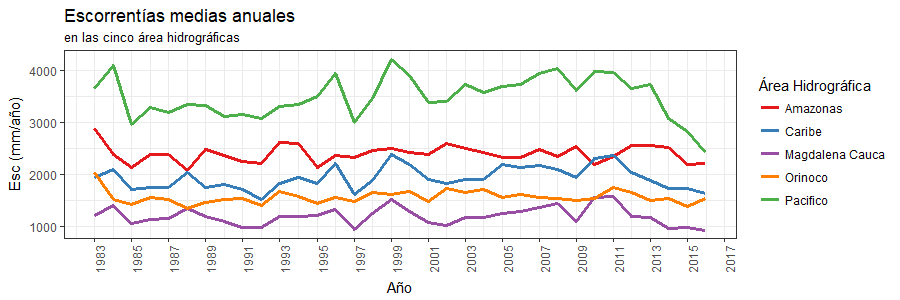 Escorrentías medias anuales
en las cinco área hidrográficas
Esc (mm/año)
4000
3000
2000
1000
1983
1985
1987
1989
1991
1993
1995
1997
1999
2001
2003
2005
2007
2009
2011
2013
2015
2017
Año
Área Hidrográfica
Amazonas
Caribe
Magdalena Cauca
Orinoco
Pacifico